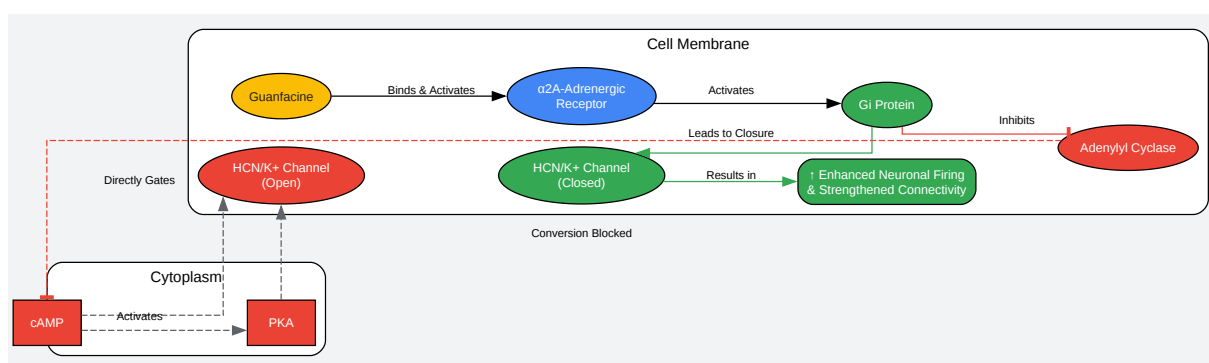 Cell Membrane
Guanfacine
Binds & Activates
α2A-Adrenergic
Receptor
Activates
Gi Protein
Inhibits
Adenylyl Cyclase
Leads to Closure
Directly Gates
HCN/K+ Channel
(Open)
HCN/K+ Channel
(Closed)
Results in
↑ Enhanced Neuronal Firing
& Strengthened Connectivity
Conversion Blocked
Cytoplasm
cAMP
Activates
PKA